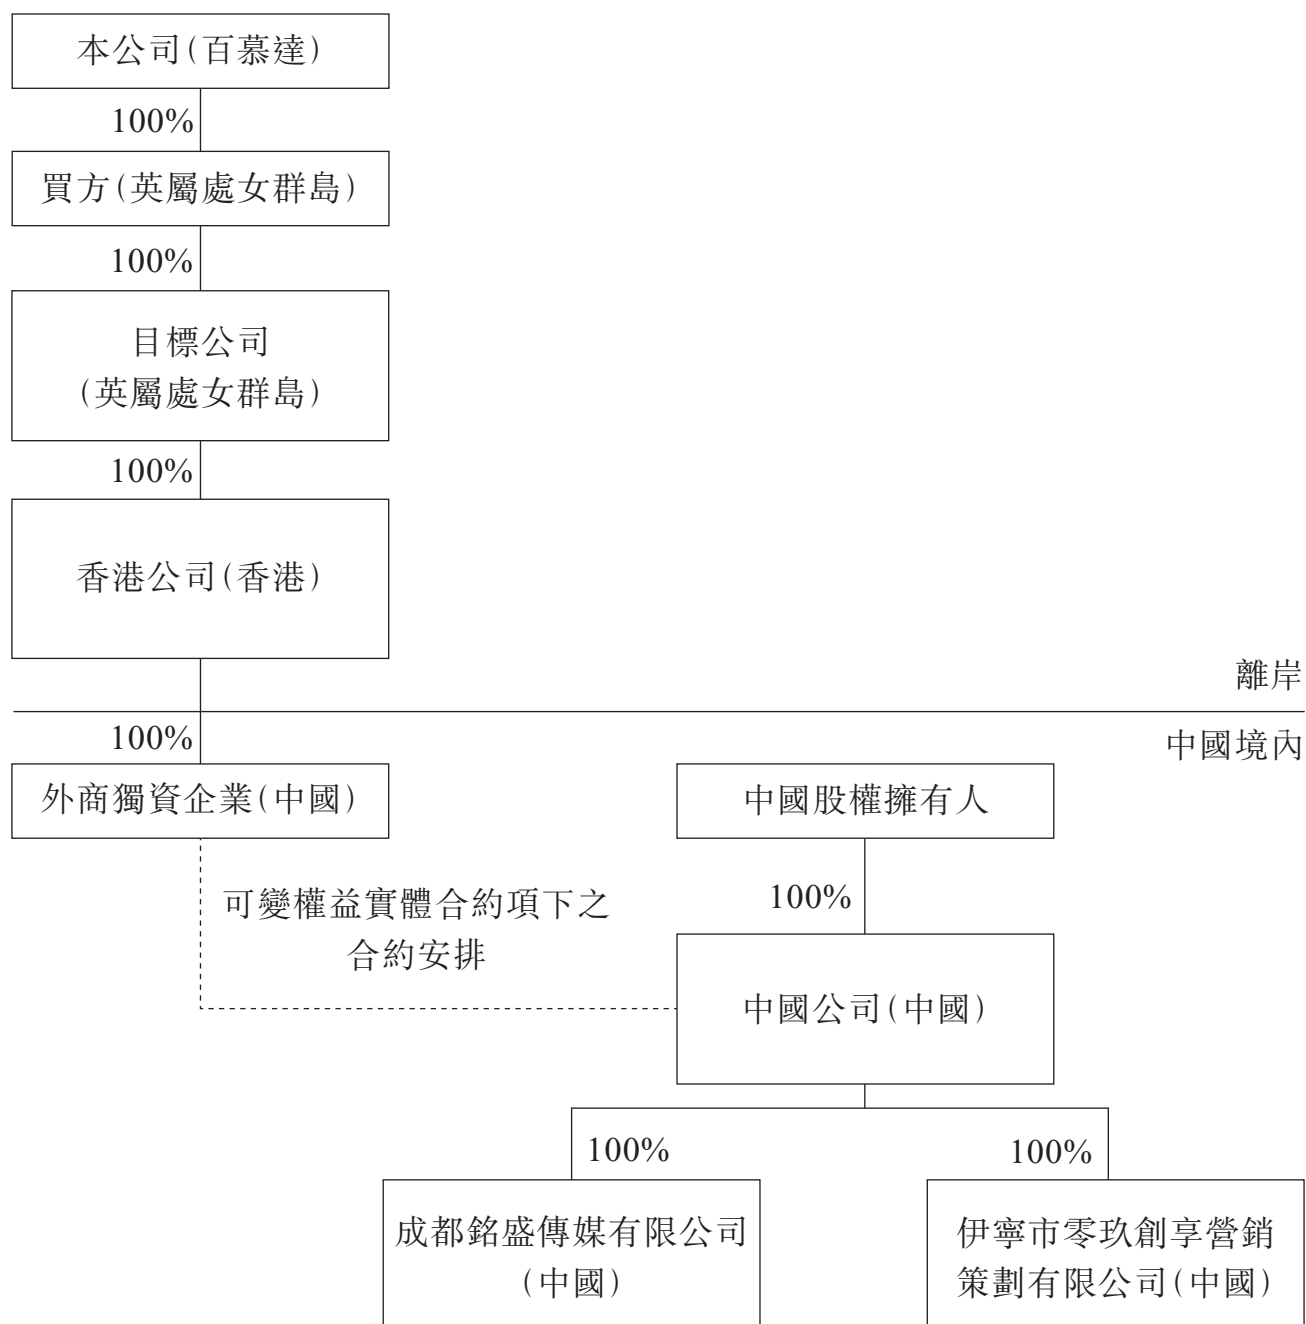 本公司(百慕達)
100%
買方(英屬處女群島)
100%
目標公司
(英屬處女群島)
100%
香港公司(香港)
離岸
100%
中國境內
外商獨資企業(中國)
中國股權擁有人
可變權益實體合約項下之
合約安排
100%
中國公司(中國)
100%
100%
成都銘盛傳媒有限公司
(中國)
伊寧市零玖創享營銷
策劃有限公司(中國)